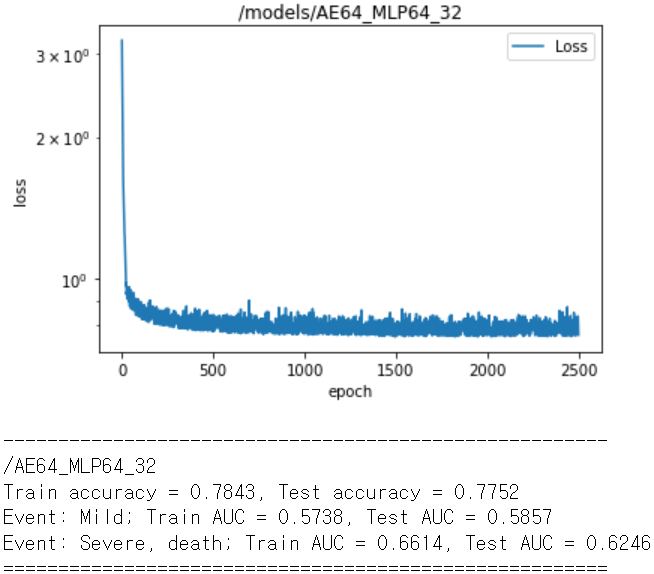 /models/AE64_MLP64_32
Loss
3 × 10⁰
2 × 10⁰
10⁰
loss
0 500 1000 1500 2000 2500
epoch
------------------------------------------------------
/AE64_MLP64_32
Train accuracy = 0.7843, Test accuracy = 0.7752
Event: Mild; Train AUC = 0.5738, Test AUC = 0.5857
Event: Severe, death; Train AUC = 0.6614, Test AUC = 0.6246
======================================================